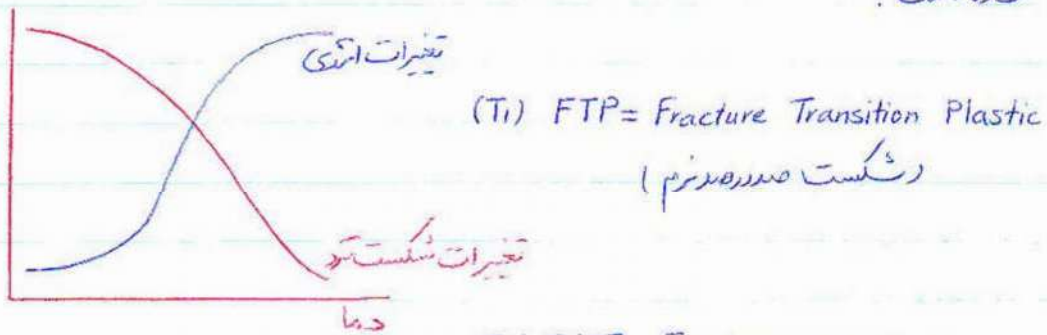 تغییرات انرژی
(T1) FTP = Fracture Transition Plastic
(شکست صددرصد نرم)
تغییرات شکست ترد
دما